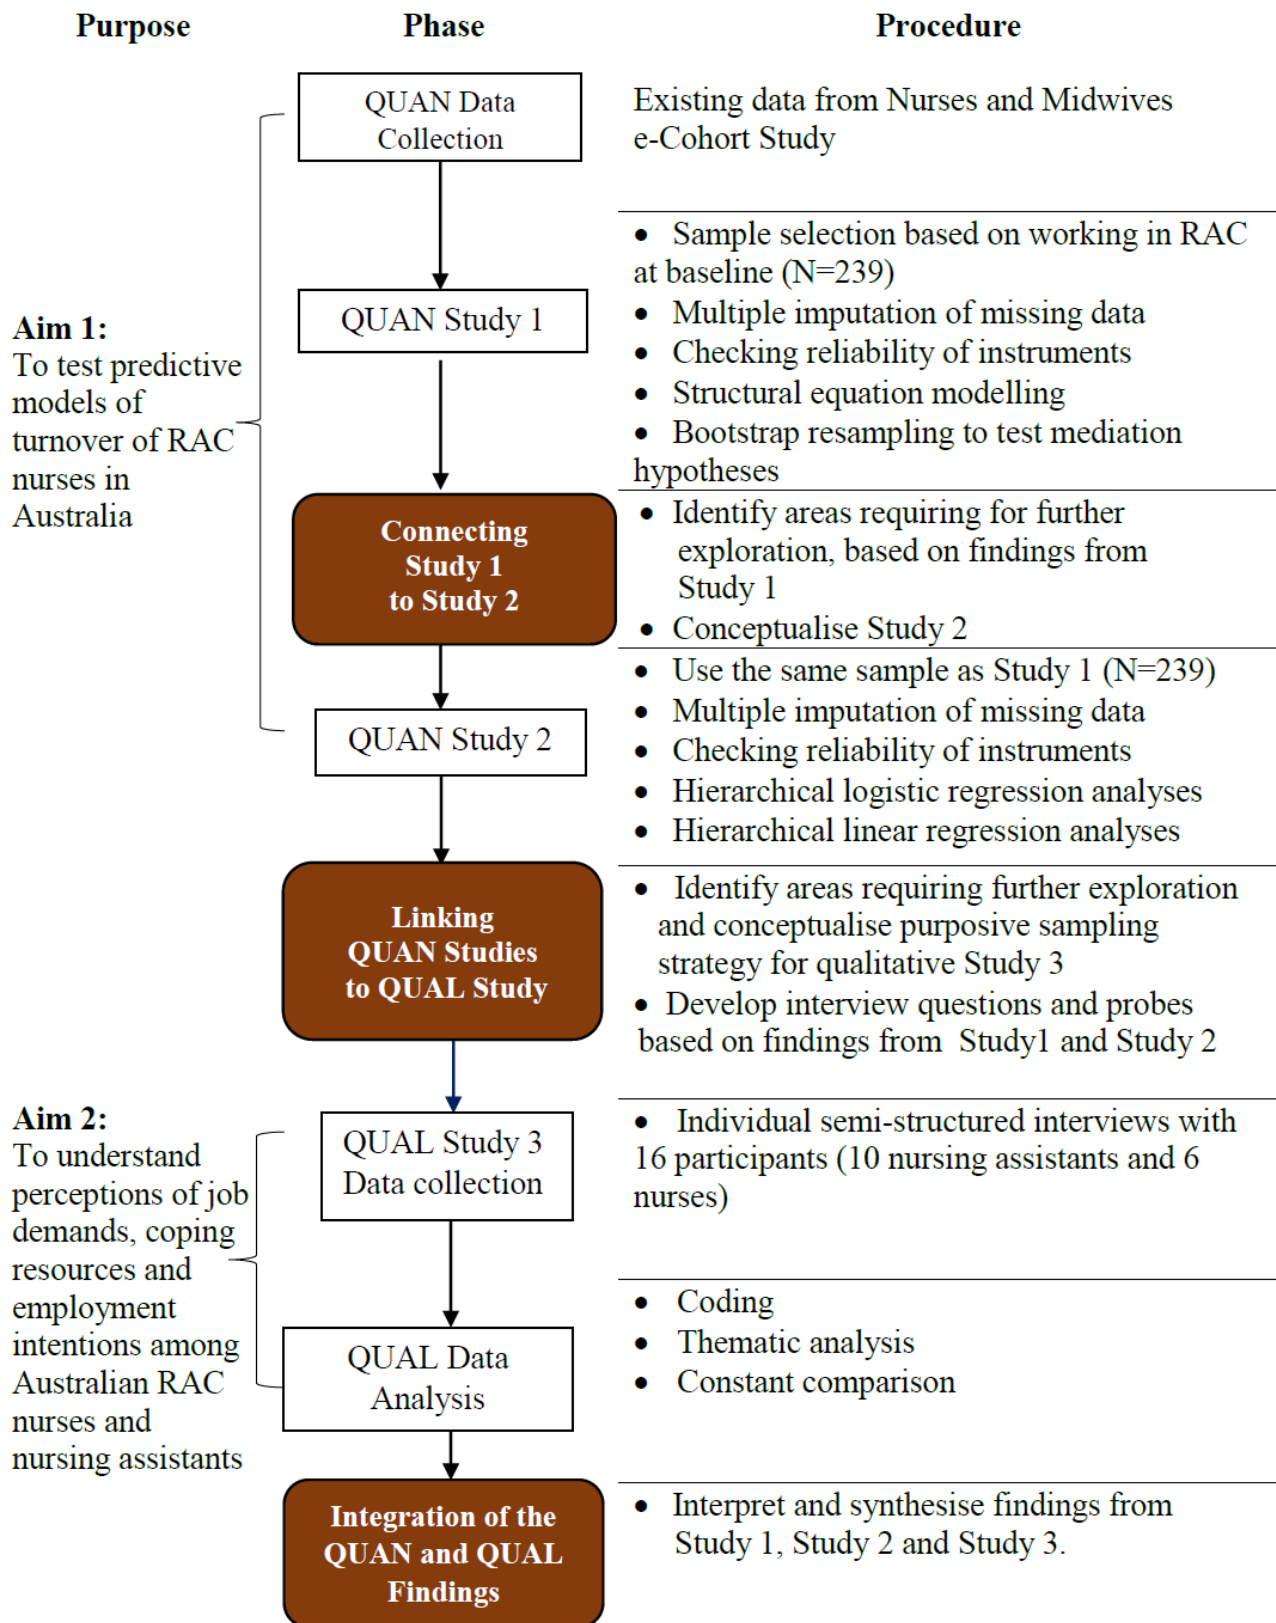 Purpose
Phase
Procedure
QUAN Data
Collection
Existing data from Nurses and Midwives
e-Cohort Study
Aim 1:
To test predictive
models of
turnover of RAC
nurses in
Australia
QUAN Study 1
• Sample selection based on working in RAC
at baseline (N=239)
• Multiple imputation of missing data
• Checking reliability of instruments
• Structural equation modelling
• Bootstrap resampling to test mediation
hypotheses
Connecting
Study 1
to Study 2
• Identify areas requiring for further
exploration, based on findings from
Study 1
• Conceptualise Study 2
QUAN Study 2
• Use the same sample as Study 1 (N=239)
• Multiple imputation of missing data
• Checking reliability of instruments
• Hierarchical logistic regression analyses
• Hierarchical linear regression analyses
Linking
QUAN Studies
to QUAL Study
• Identify areas requiring further exploration
and conceptualise purposive sampling
strategy for qualitative Study 3
• Develop interview questions and probes
based on findings from Study1 and Study 2
Aim 2:
To understand
perceptions of job
demands, coping
resources and
employment
intentions among
Australian RAC
nurses and
nursing assistants
QUAL Study 3
Data collection
• Individual semi-structured interviews with
16 participants (10 nursing assistants and 6
nurses)
QUAL Data
Analysis
• Coding
• Thematic analysis
• Constant comparison
Integration of the
QUAN and QUAL
Findings
• Interpret and synthesise findings from
Study 1, Study 2 and Study 3.